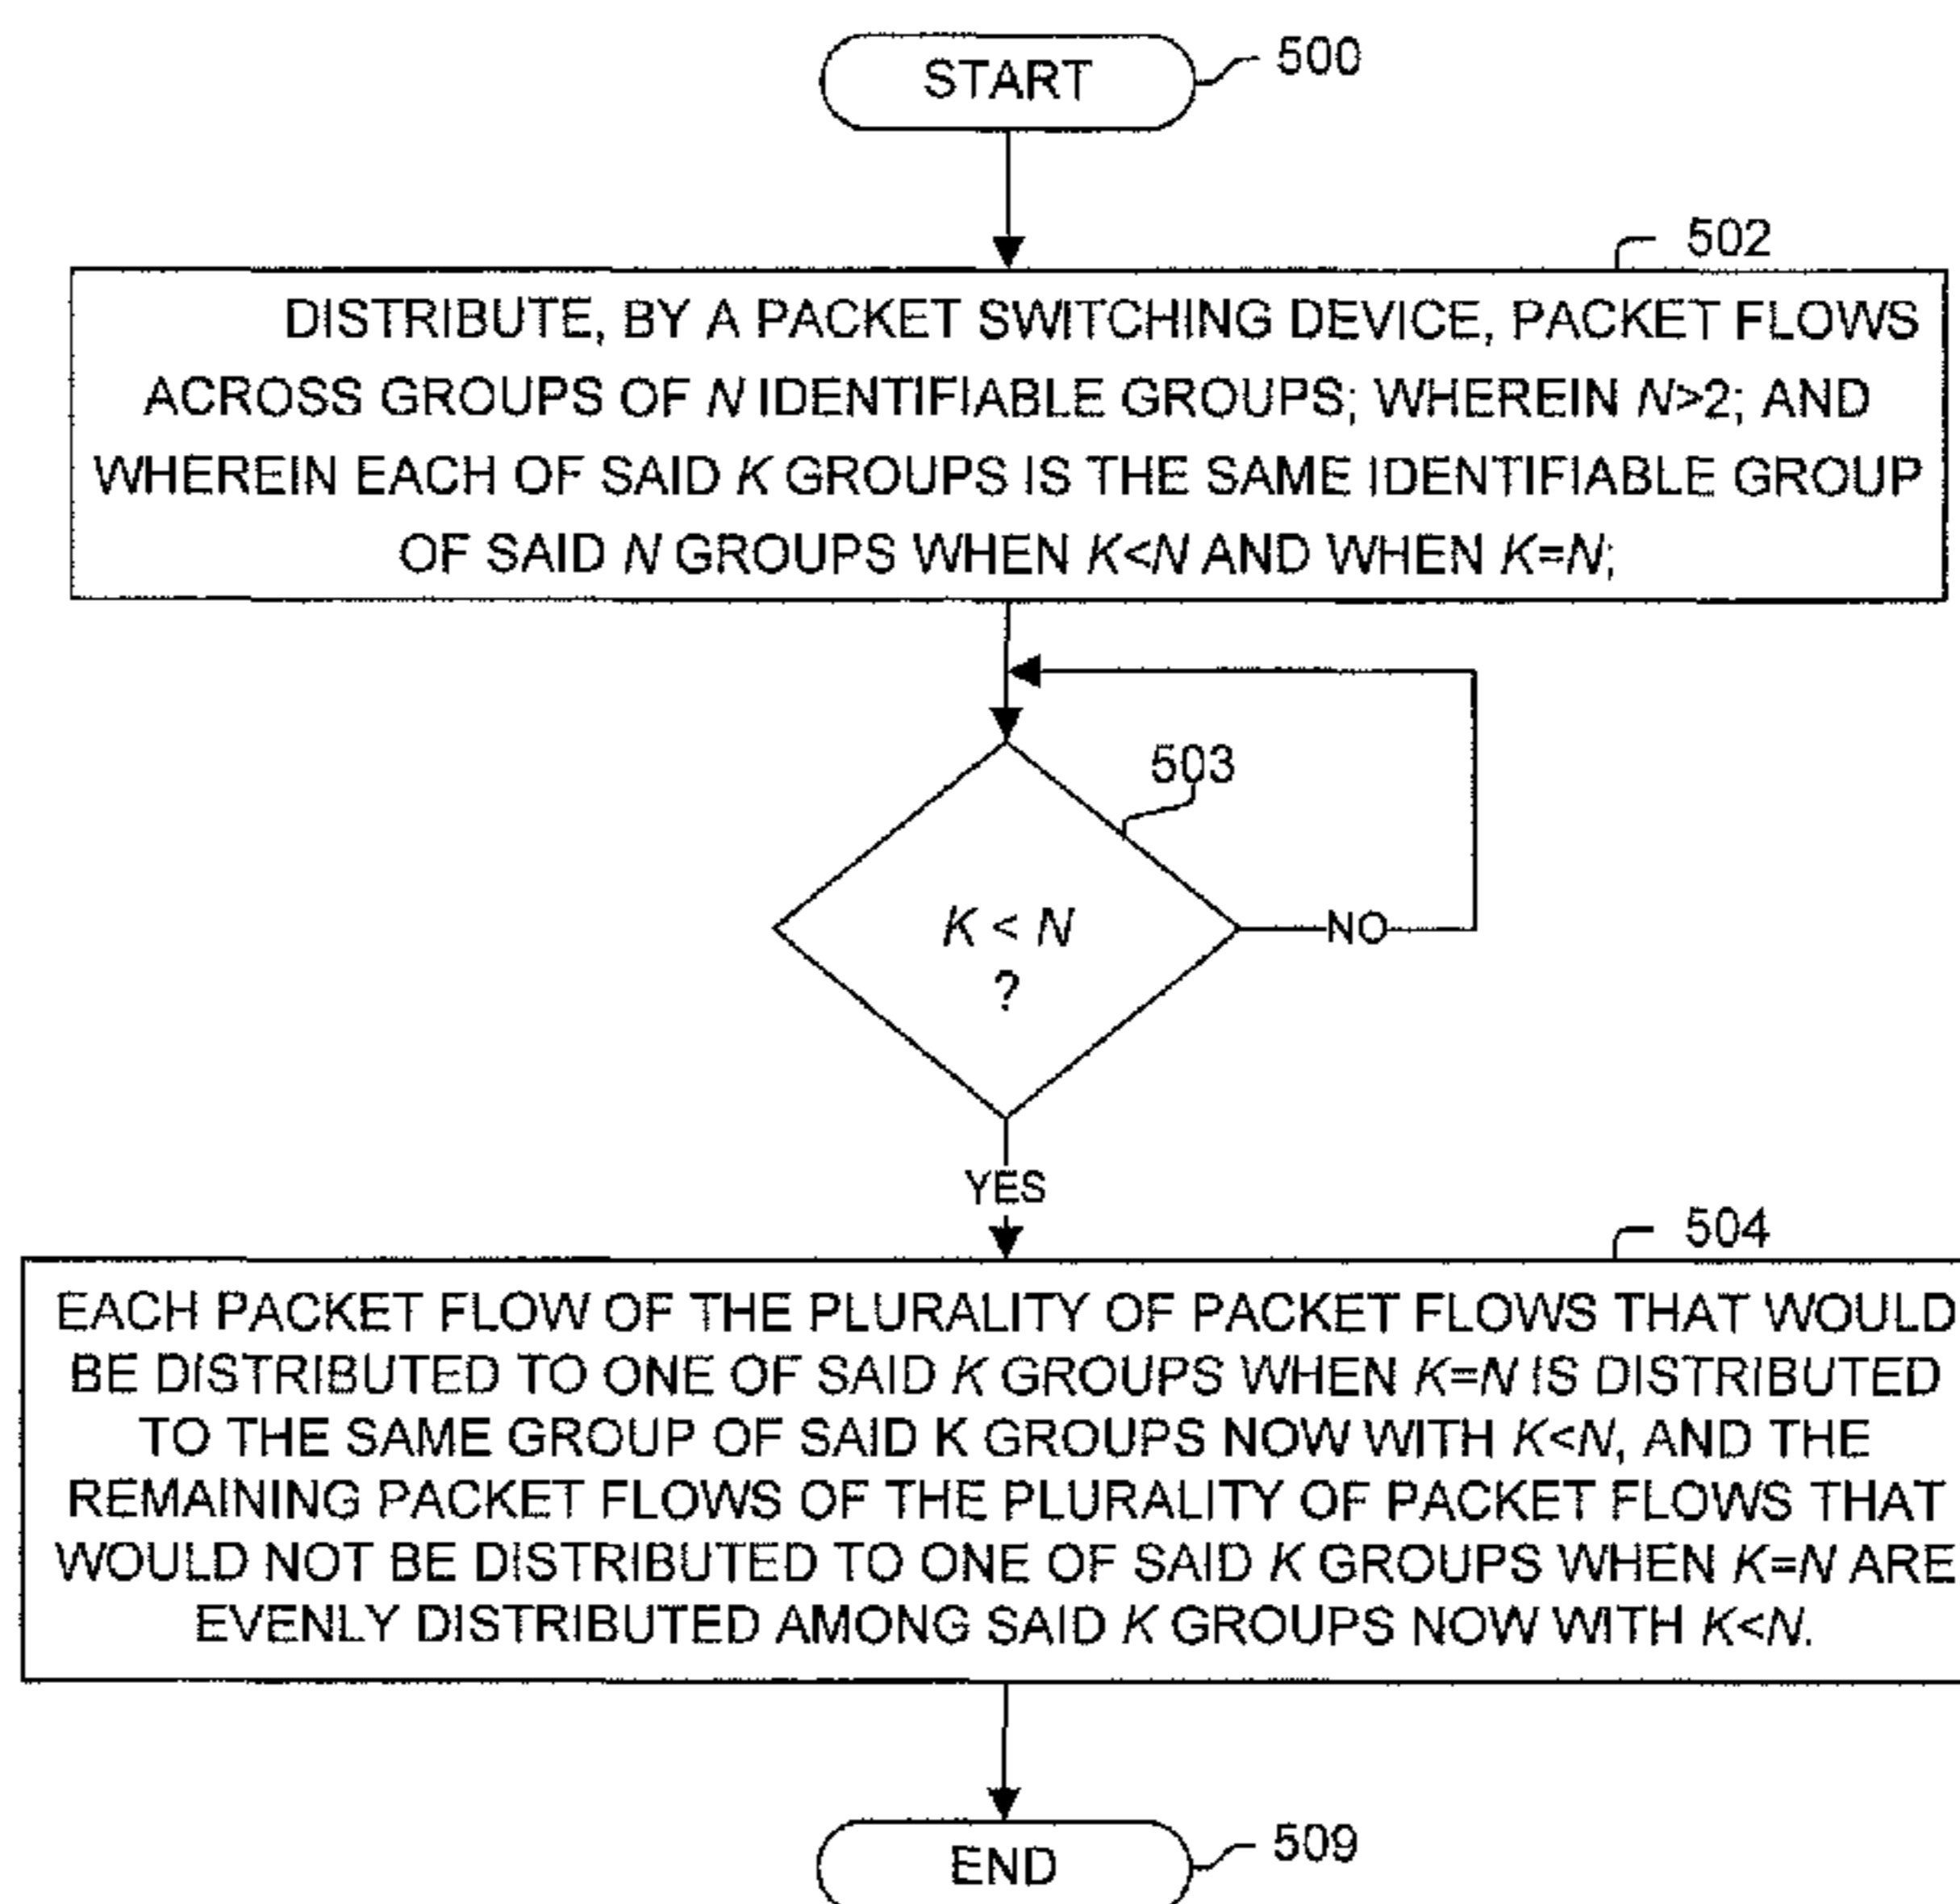 START
500
502
DISTRIBUTE, BY A PACKET SWITCHING DEVICE, PACKET FLOWS
ACROSS GROUPS OF N IDENTIFIABLE GROUPS; WHEREIN N>2; AND
WHEREIN EACH OF SAID K GROUPS IS THE SAME IDENTIFIABLE GROUP
OF SAID N GROUPS WHEN K<N AND WHEN K=N;
503
K < N
?
NO
YES
504
EACH PACKET FLOW OF THE PLURALITY OF PACKET FLOWS THAT WOULD
BE DISTRIBUTED TO ONE OF SAID K GROUPS WHEN K=N IS DISTRIBUTED
TO THE SAME GROUP OF SAID K GROUPS NOW WITH K<N, AND THE
REMAINING PACKET FLOWS OF THE PLURALITY OF PACKET FLOWS THAT
WOULD NOT BE DISTRIBUTED TO ONE OF SAID K GROUPS WHEN K=N ARE
EVENLY DISTRIBUTED AMONG SAID K GROUPS NOW WITH K<N.
END
509